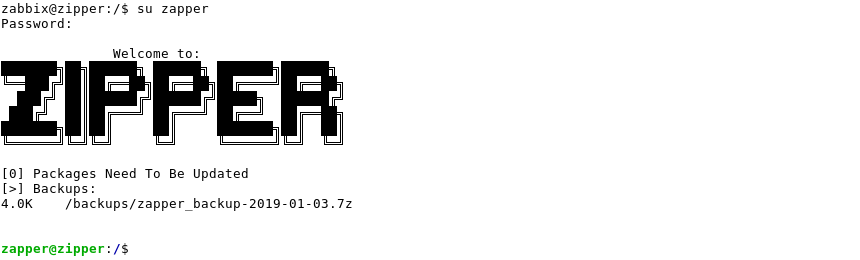 zabbix@zipper:/$ su zapper
Password:
Welcome to:
ZIPPER
[0] Packages Need To Be Updated
[>] Backups:
4.0K    /backups/zapper_backup-2019-01-03.7z
zapper@zipper:/$